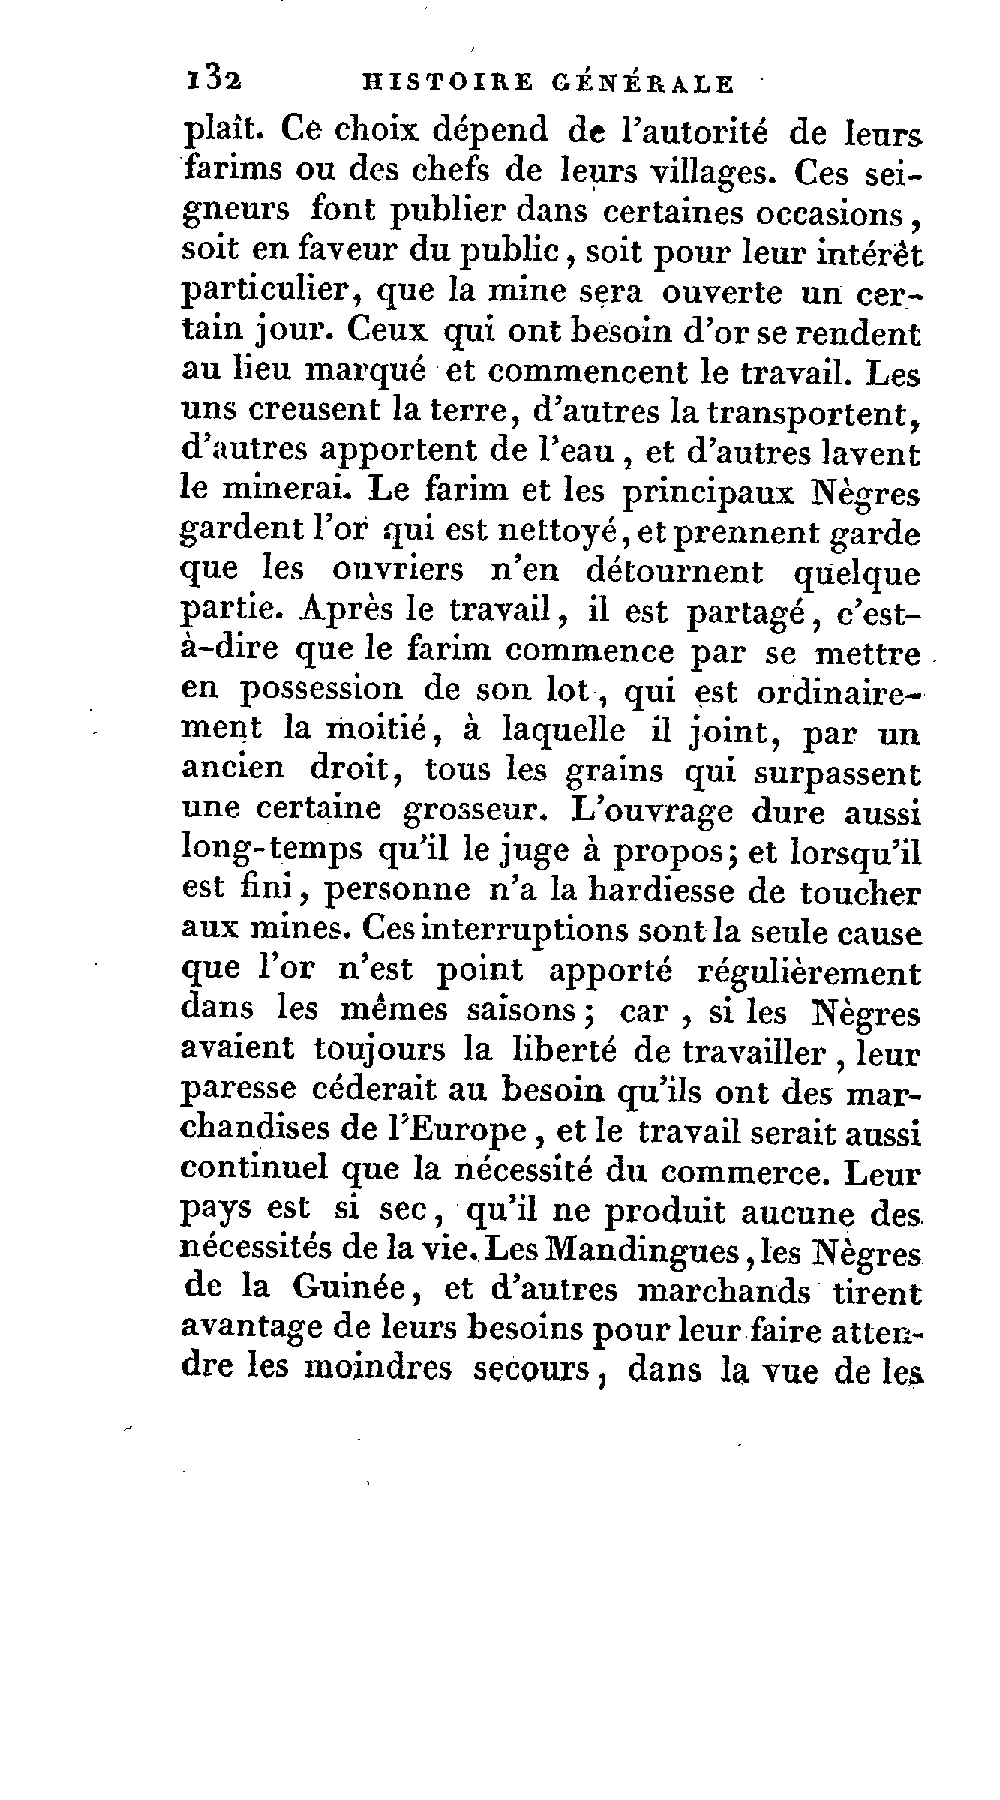 132 HISTOIRE GÉNÉRALE
plaît. Ce choix dépend de l'autorité de leurs
farims ou des chefs de leurs villages. Ces sei-
gneurs font publier dans certaines occasions,
soit en faveur du public, soit pour leur intérêt
particulier, que la mine sera ouverte un cer-
tain jour. Ceux qui ont besoin d'or se rendent
au lieu marqué et commencent le travail. Les
uns creusent la terre, d'autres la transportent,
d'autres apportent de l'eau, et d'autres lavent
le minerai. Le farim et les principaux Nègres
gardent l'or qui est nettoyé, et prennent garde
que les ouvriers n'en détournent quelque
partie. Après le travail, il est partagé, c'est-
à-dire que le farim commence par se mettre
en possession de son lot, qui est ordinaire-
ment la moitié, à laquelle il joint, par un
ancien droit, tous les grains qui surpassent
une certaine grosseur. L'ouvrage dure aussi
long-temps qu'il le juge à propos; et lorsqu'il
est fini, personne n'a la hardiesse de toucher
aux mines. Ces interruptions sont la seule cause
que l'or n'est point apporté régulièrement
dans les mêmes saisons; car, si les Nègres
avaient toujours la liberté de travailler, leur
paresse céderait au besoin qu'ils ont des mar-
chandises de l'Europe, et le travail serait aussi
continuel que la nécessité du commerce. Leur
pays est si sec, qu'il ne produit aucune des
nécessités de la vie. Les Mandingues, les Nègres
de la Guinée, et d'autres marchands tirent
avantage de leurs besoins pour leur faire atten-
dre les moindres secours, dans la vue de les